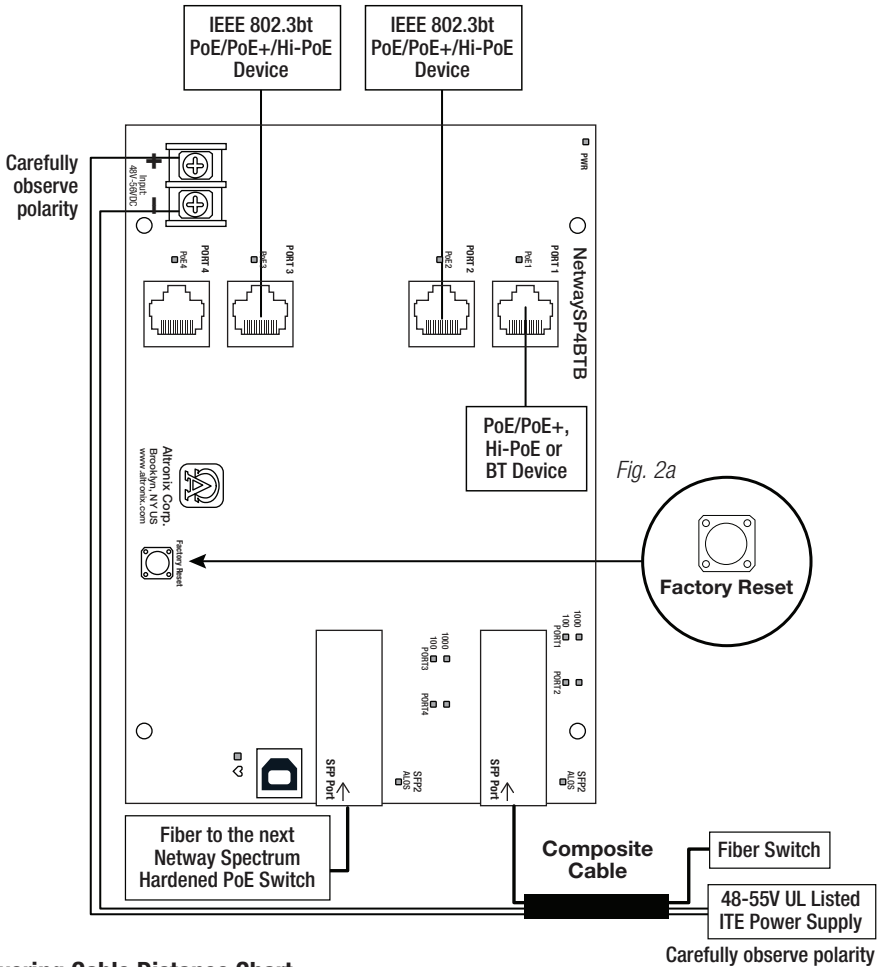 IEEE 802.3bt
PoE/PoE+/Hi-PoE
Device
IEEE 802.3bt
PoE/PoE+/Hi-PoE
Device
Carefully
observe
polarity
+
–
Input:
48V-56VDC
PWR
PoE4
PORT 4
PoE3
PORT 3
PoE2
PORT 2
PoE1
PORT 1
NetwaySP4BTB
PoE/PoE+,
Hi-PoE or
BT Device
Altronix Corp.
Brooklyn, NY US
www.altronix.com
Factory Reset
Fig. 2a
Factory Reset
1000
100
PORT1
PORT2
1000
100
PORT3
PORT4
SFP Port
SFP2
ALOS
SFP Port
SFP2
ALOS
Fiber to the next
Netway Spectrum
Hardened PoE Switch
Composite
Cable
Fiber Switch
48-55V UL Listed
ITE Power Supply
Carefully observe polarity
Cable Distance Chart